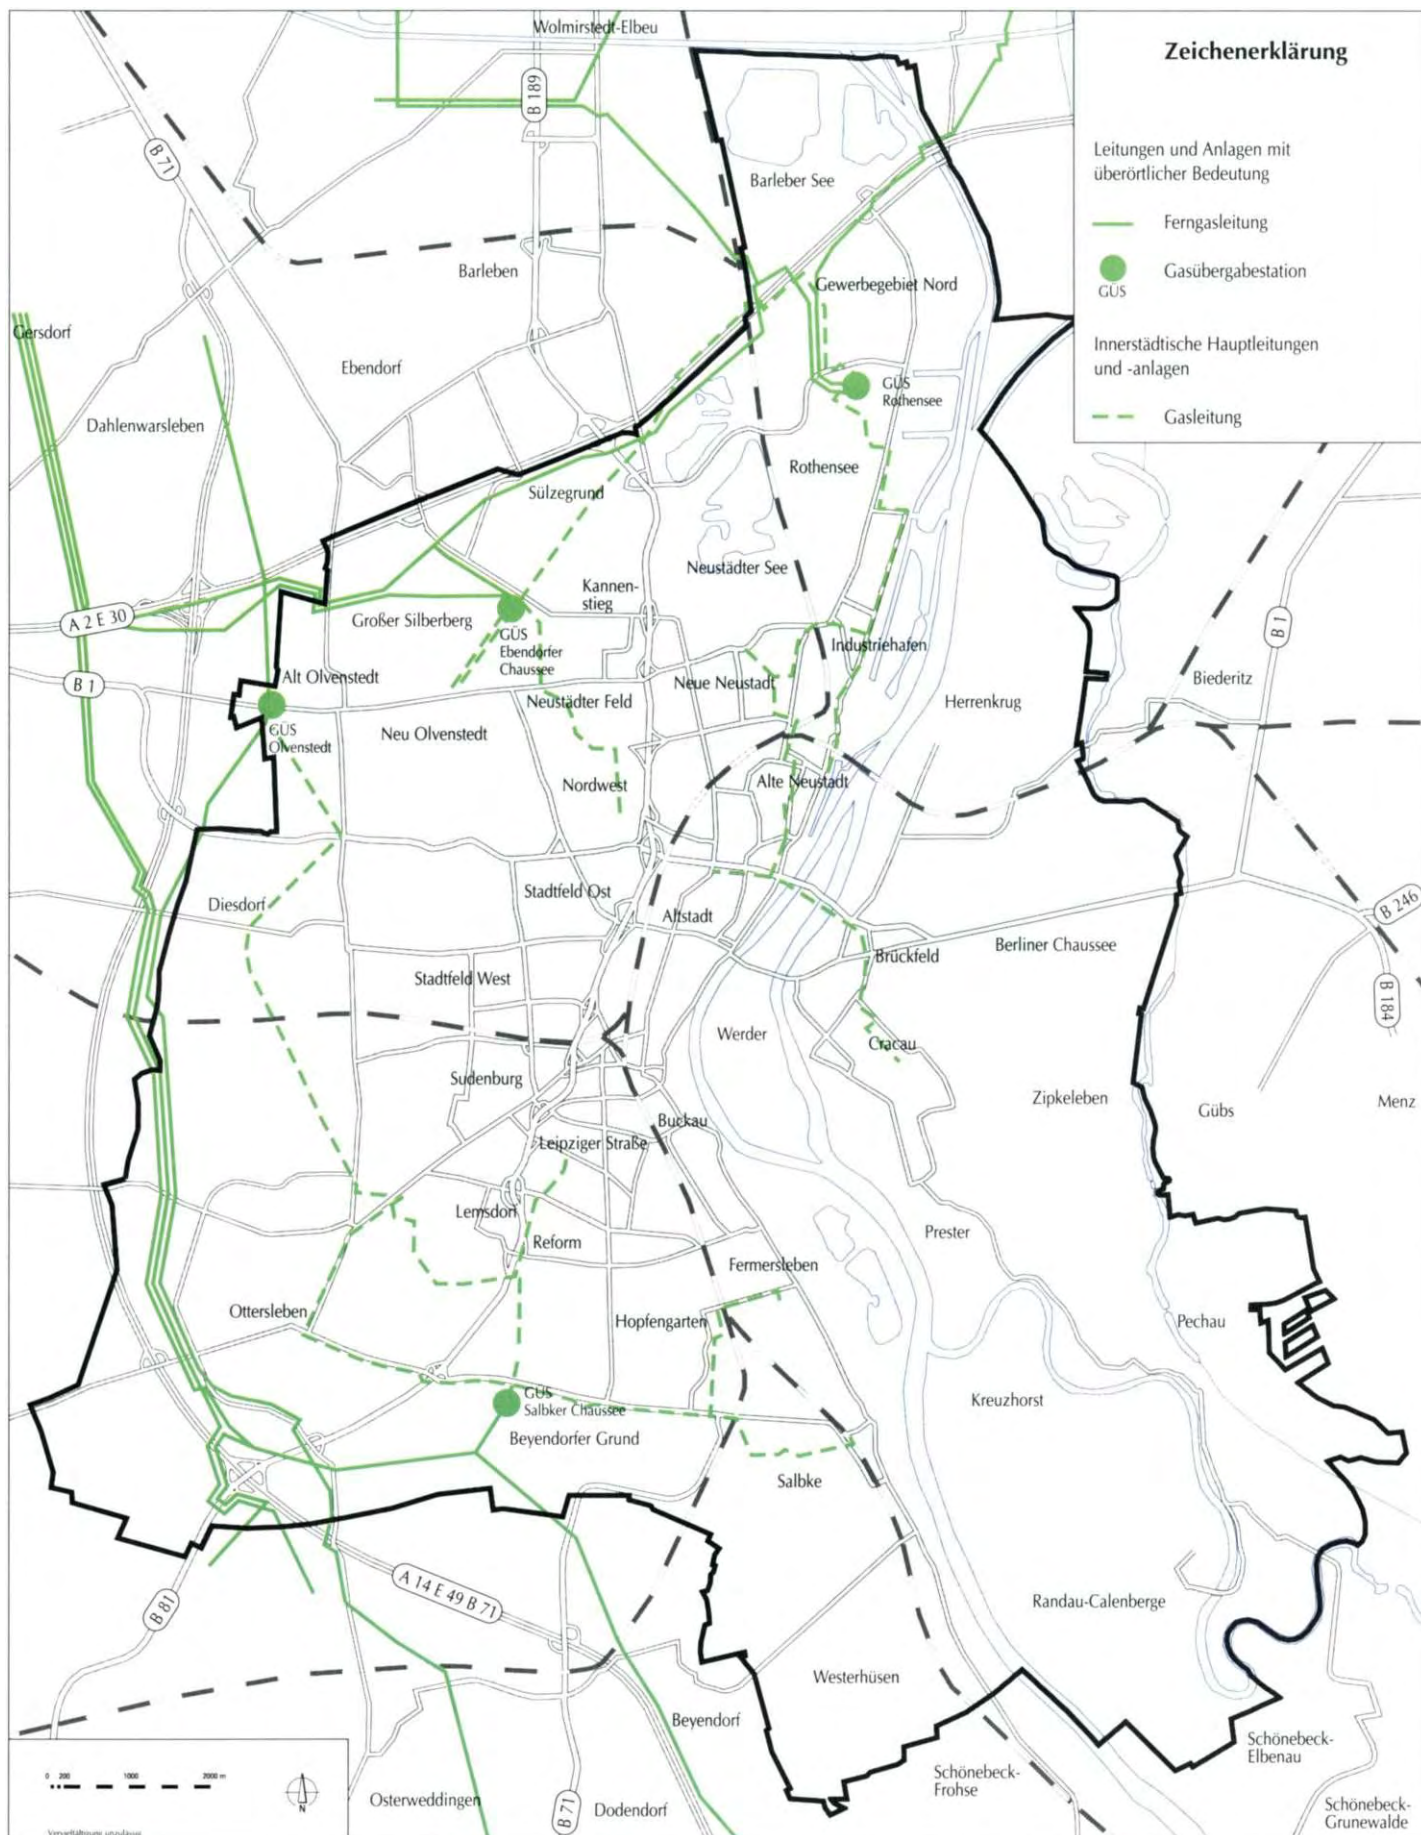 Wolmirstedt-Elbeu
Zeichenerklärung
B 189
B 71
Leitungen und Anlagen mit
überörtlicher Bedeutung
Barleber See
Ferngasleitung
Barleben
Gasübergabestation
GÜS
Gewerbegebiet Nord
Gersdorf
Ebendorf
Innerstädtische Hauptleitungen
und -anlagen
GÜS
Rothensee
Dahlenwarsleben
Gasleitung
Rothensee
Sülzegrund
Neustädter See
Kannen-
stieg
A 2 E 30
Großer Silberberg
GÜS
Ebendorfer
Chaussee
Industriehafen
B 1
B 1
Alt Olvenstedt
Neue Neustadt
Biederitz
Neustädter Feld
Herrenkrug
GÜS
Olvenstedt
Neu Olvenstedt
Nordwest
Alte Neustadt
Diesdorf
Stadtfeld Ost
Altstadt
B 246
Berliner Chaussee
Brückfeld
Stadtfeld West
B 184
Werder
Cracau
Sudenburg
Zipkeleben
Gübs
Menz
Buckau
Leipziger Straße
Lemsdorf
Reform
Prester
Fermersleben
Ottersleben
Hopfengarten
Pechau
GÜS
Salbker Chaussee
Kreuzhorst
Beyendorfer Grund
Salbke
A 14 E 49 B 71
B 81
Randau-Calenberge
Westerhüsen
Beyendorf
Schönebeck-
Elbenau
0 200 1000 2000 m
N
Schönebeck-
Frohse
Osterweddingen
B 71
Dodendorf
Schönebeck-
Grunewalde